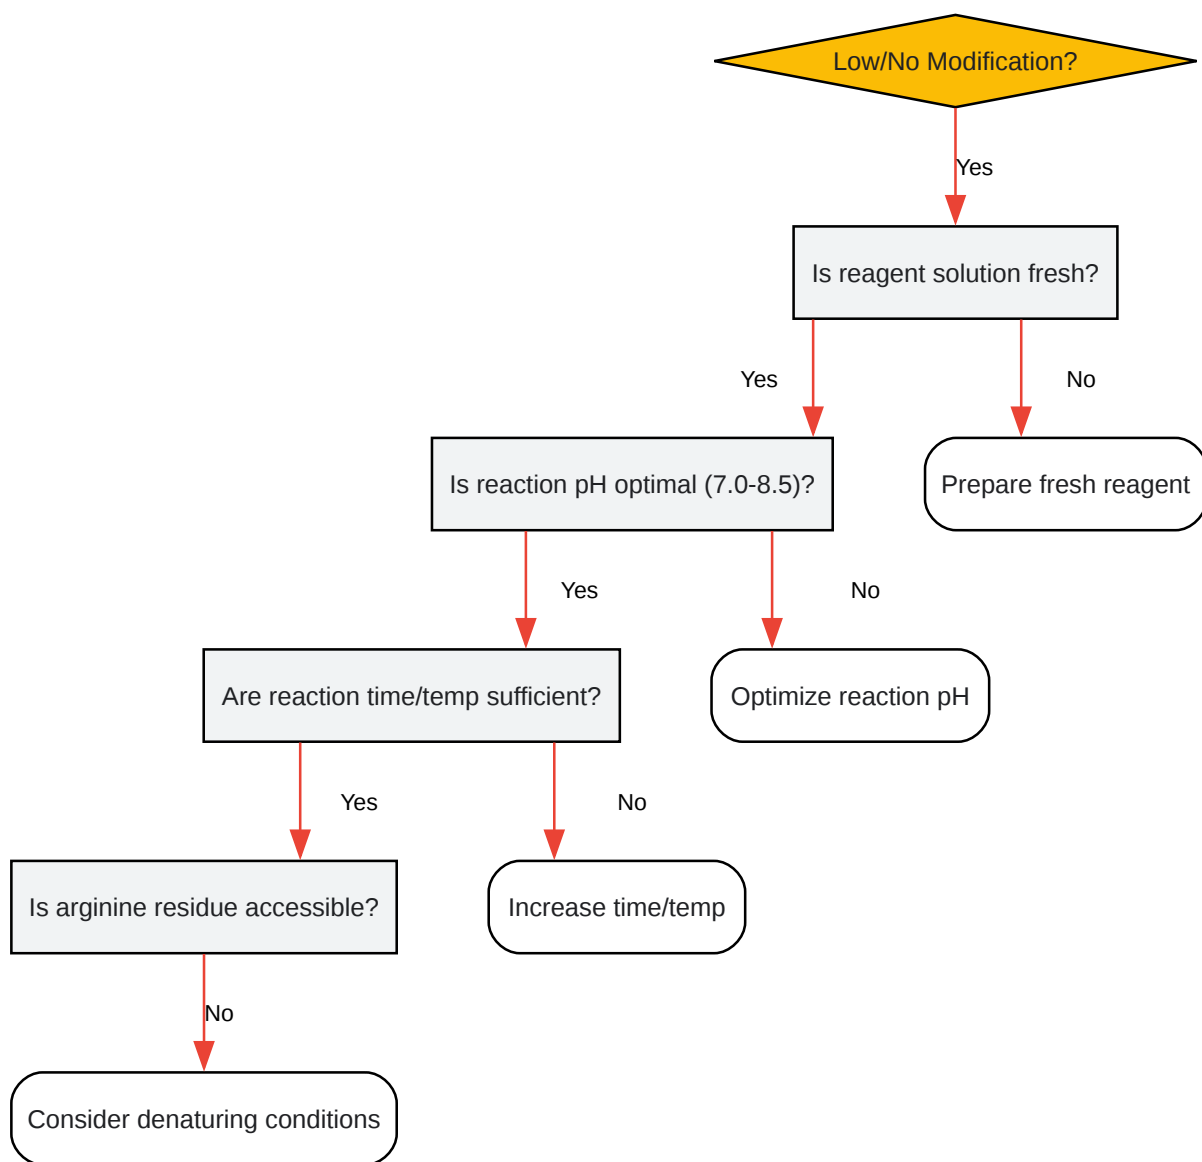 Low/No Modification?
Yes
Is reagent solution fresh?
Yes
No
Is reaction pH optimal (7.0-8.5)?
Prepare fresh reagent
Yes
No
Are reaction time/temp sufficient?
Optimize reaction pH
Yes
No
Is arginine residue accessible?
Increase time/temp
No
Consider denaturing conditions